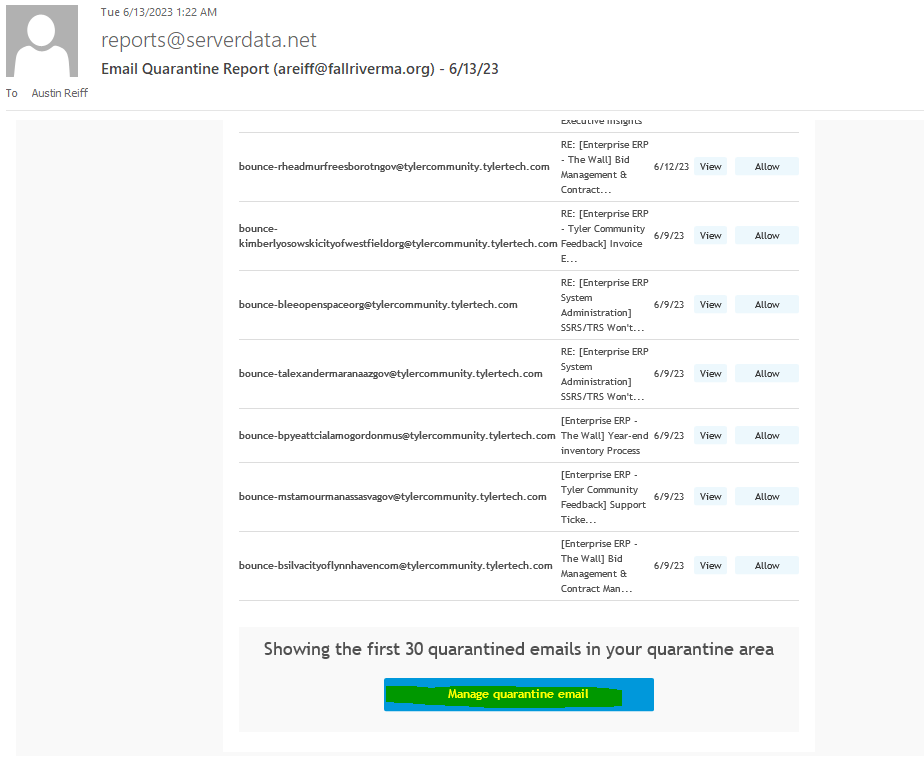 Tue 6/13/2023 1:22 AM
reports@serverdata.net
Email Quarantine Report (areiff@fallriverma.org) - 6/13/23
To Austin Reiff
Executive Insights
bounce-rheadmurfreesborotngov@tylercommunity.tylertech.com
RE: [Enterprise ERP
- The Wall] Bid
Management &
Contract...
6/12/23 View Allow
bounce-
kimberlyosowskicityofwestfieldorg@tylercommunity.tylertech.com
RE: [Enterprise ERP
- Tyler Community
Feedback] Invoice
E...
6/9/23 View Allow
bounce-bleeopenspaceorg@tylercommunity.tylertech.com
RE: [Enterprise ERP
System
Administration]
SSRS/TRS Won't...
6/9/23 View Allow
bounce-talexandermaranaazgov@tylercommunity.tylertech.com
RE: [Enterprise ERP
System
Administration]
SSRS/TRS Won't...
6/9/23 View Allow
bounce-bpyeattcialamogordonmus@tylercommunity.tylertech.com
[Enterprise ERP -
The Wall] Year-end
inventory Process
6/9/23 View Allow
bounce-mstamourmanassasvagov@tylercommunity.tylertech.com
[Enterprise ERP -
Tyler Community
Feedback] Support
Ticke...
6/9/23 View Allow
bounce-bsilvacityoflynnhavencom@tylercommunity.tylertech.com
[Enterprise ERP -
The Wall] Bid
Management &
Contract Man...
6/9/23 View Allow
Showing the first 30 quarantined emails in your quarantine area
Manage quarantine email